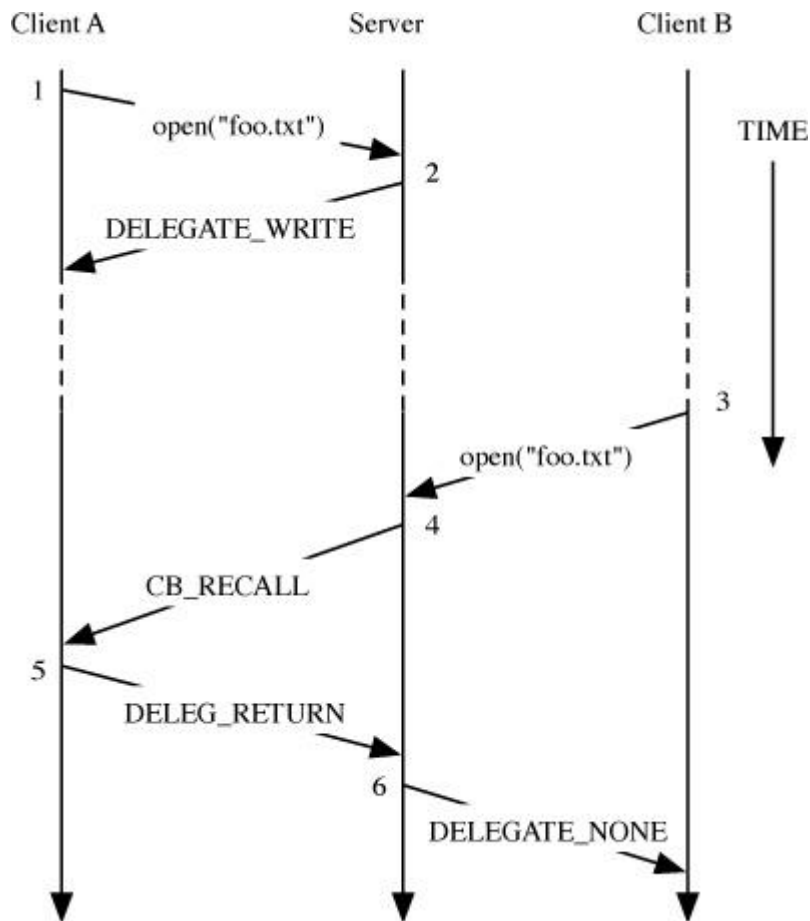 Client A
Server
Client B
1
open("foo.txt")
TIME
2
DELEGATE_WRITE
3
open("foo.txt")
4
CB_RECALL
5
DELEG_RETURN
6
DELEGATE_NONE